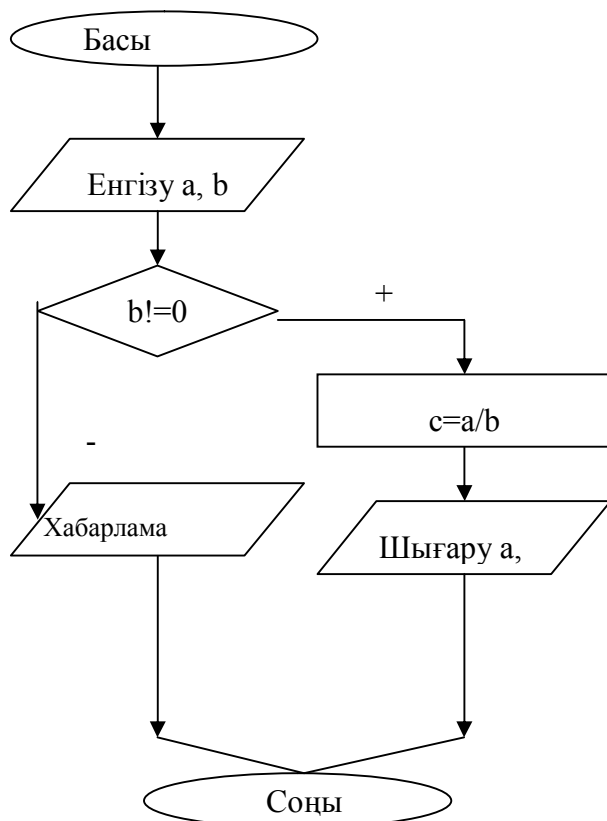 Басы
Енгізу a, b
b!=0
+
c=a/b
-
Хабарлама
Шығару a,
Соңы